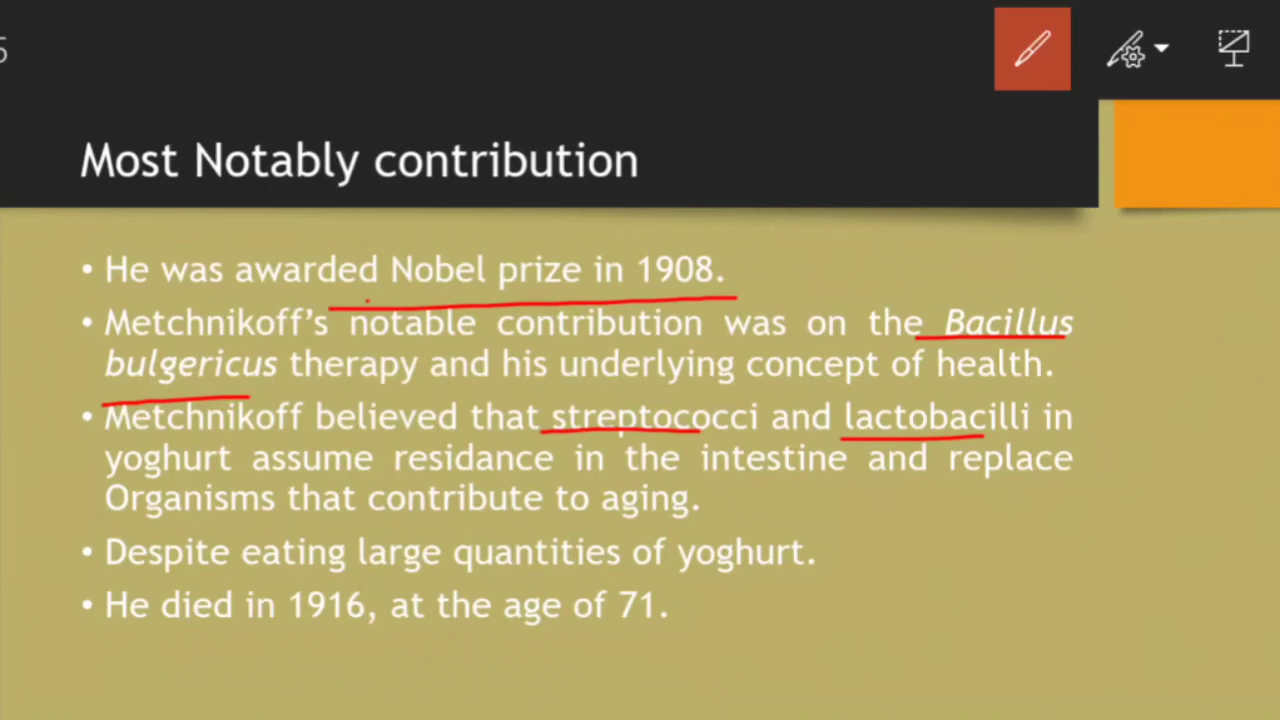 5
Most Notably contribution
• He was awarded Nobel prize in 1908.
• Metchnikoff's notable contribution was on the Bacillus
bulgericus therapy and his underlying concept of health.
• Metchnikoff believed that streptococci and lactobacilli in
yoghurt assume residance in the intestine and replace
Organisms that contribute to aging.
• Despite eating large quantities of yoghurt.
• He died in 1916, at the age of 71.